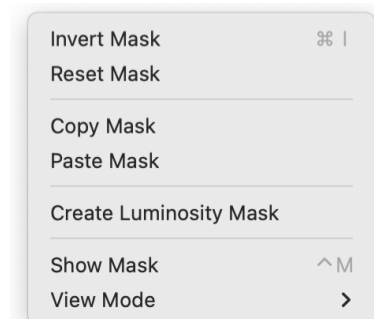 Invert Mask ⌘ I
Reset Mask
Copy Mask
Paste Mask
Create Luminosity Mask
Show Mask ^M
View Mode >